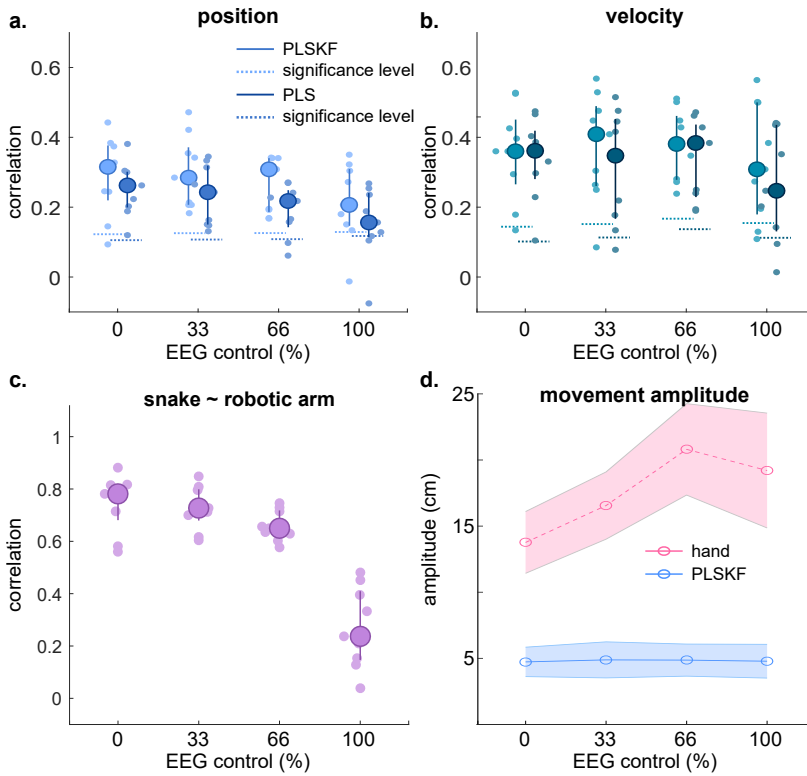 a.
position
PLSKF
significance level
PLS
significance level
correlation
0.6
0.4
0.2
0
0 33 66 100
EEG control (%)
b.
velocity
correlation
0.6
0.4
0.2
0
0 33 66 100
EEG control (%)
c.
snake ~ robotic arm
correlation
1
0.8
0.6
0.4
0.2
0
0 33 66 100
EEG control (%)
d.
movement amplitude
amplitude (cm)
25
15
5
hand
PLSKF
0 33 66 100
EEG control (%)